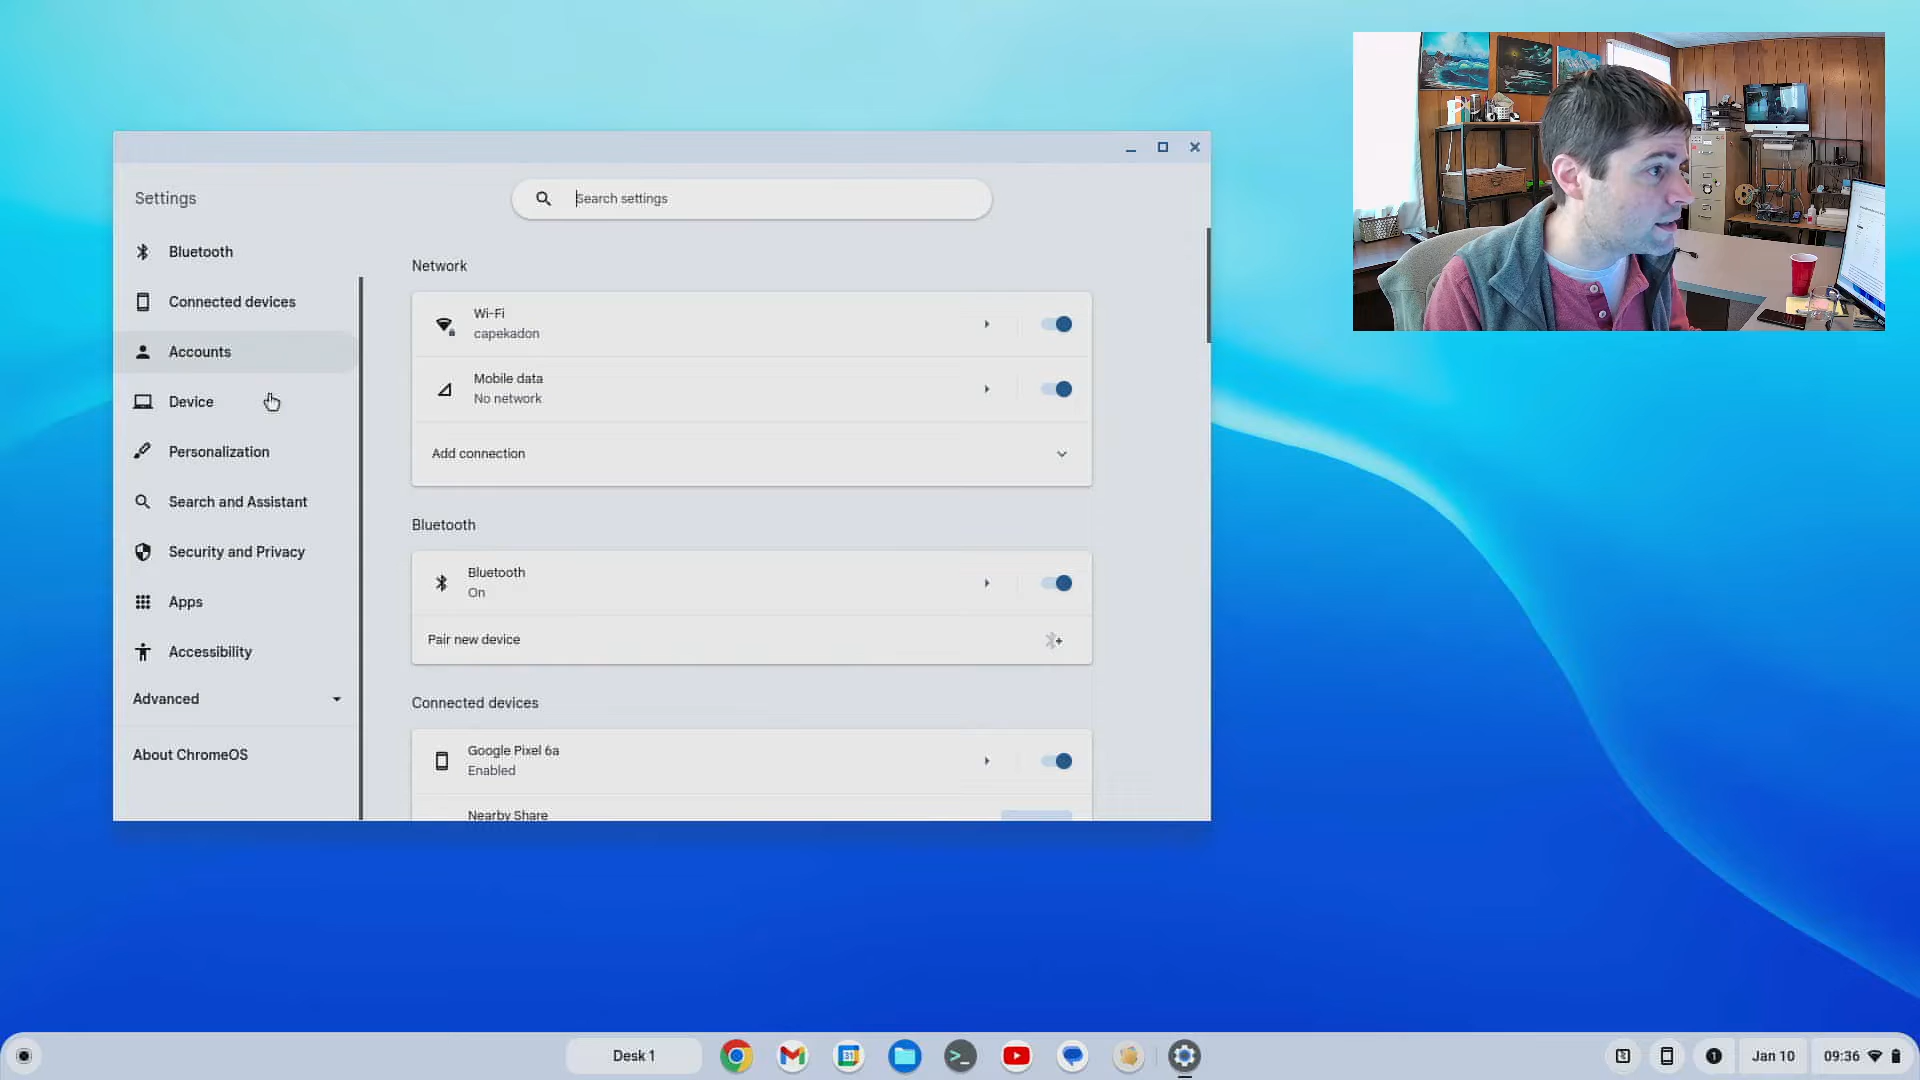 Settings
Search settings
Bluetooth
Connected devices
Accounts
Device
Personalization
Search and Assistant
Security and Privacy
Apps
Accessibility
Advanced
About ChromeOS
Network
Wi-Fi
capekadon
Mobile data
No network
Add connection
Bluetooth
Bluetooth
On
Pair new device
Connected devices
Google Pixel 6a
Enabled
Nearby Share
Desk 1
31
1
Jan 10
09:36